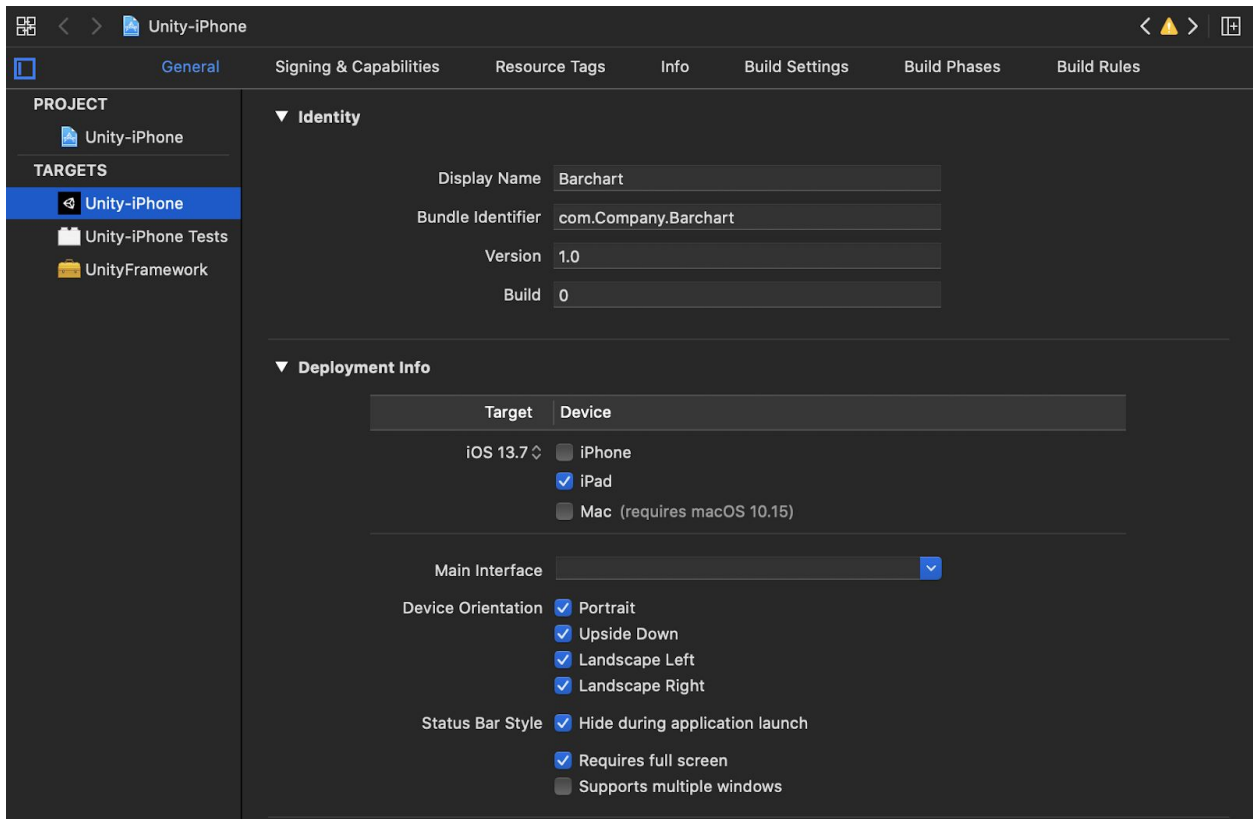 Unity-iPhone
General Signing & Capabilities Resource Tags Info Build Settings Build Phases Build Rules
PROJECT
Unity-iPhone
TARGETS
Unity-iPhone
Unity-iPhone Tests
UnityFramework
Identity
Display Name Barchart
Bundle Identifier com.Company.Barchart
Version 1.0
Build 0
Deployment Info
Target Device
iOS 13.7 iPhone
iPad
Mac (requires macOS 10.15)
Main Interface
Device Orientation Portrait
Upside Down
Landscape Left
Landscape Right
Status Bar Style Hide during application launch
Requires full screen
Supports multiple windows